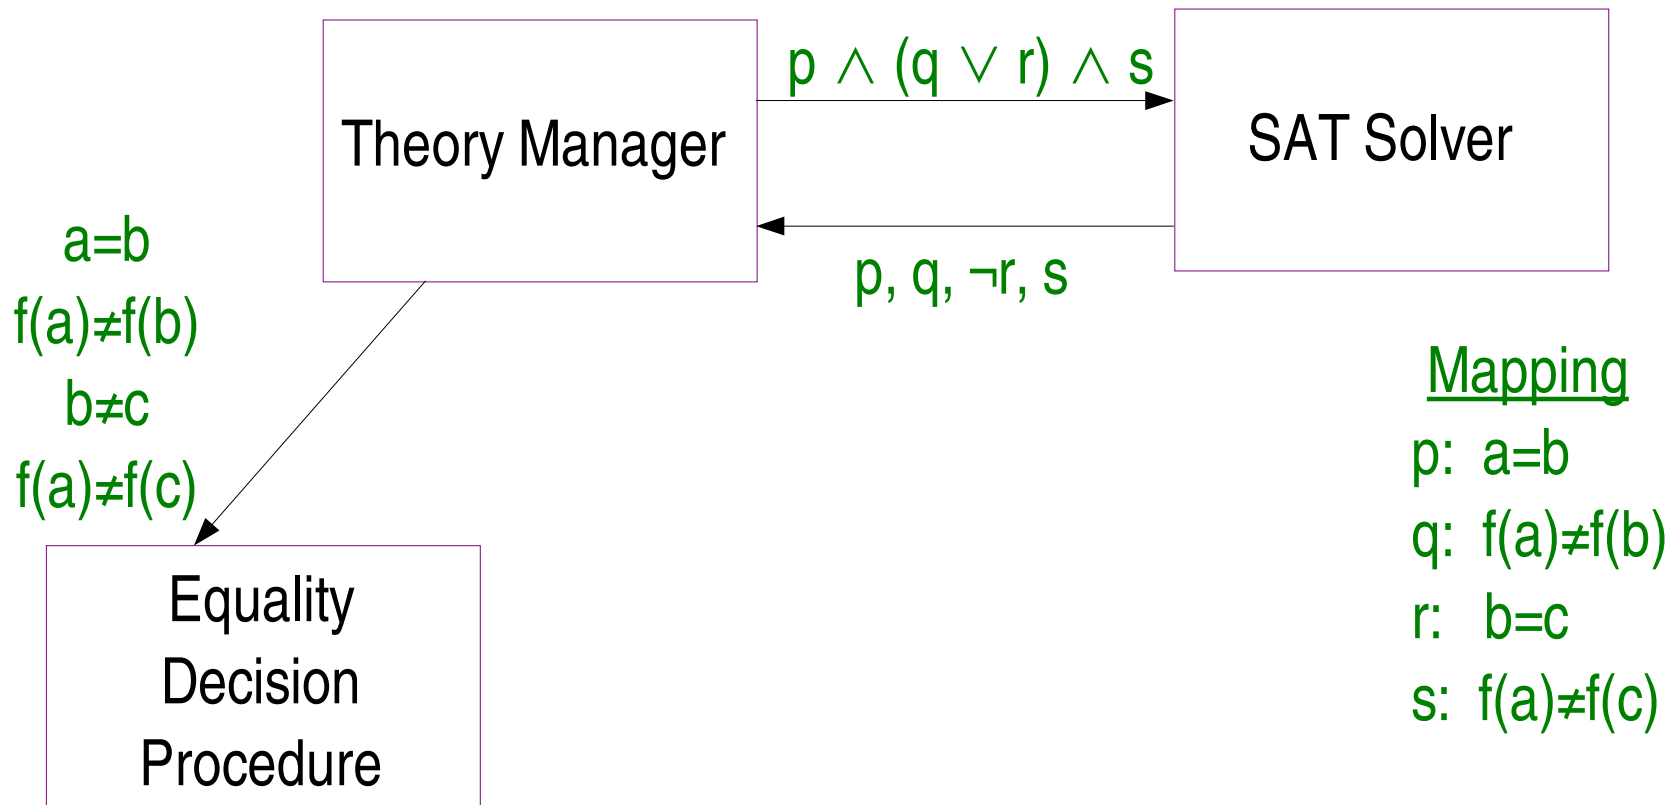 p ∧ (q ∨ r) ∧ s
Theory Manager
SAT Solver
p, q, ¬r, s
a=b
f(a)≠f(b)
b≠c
f(a)≠f(c)
Mapping
p: a=b
q: f(a)≠f(b)
r: b=c
s: f(a)≠f(c)
Equality
Decision
Procedure